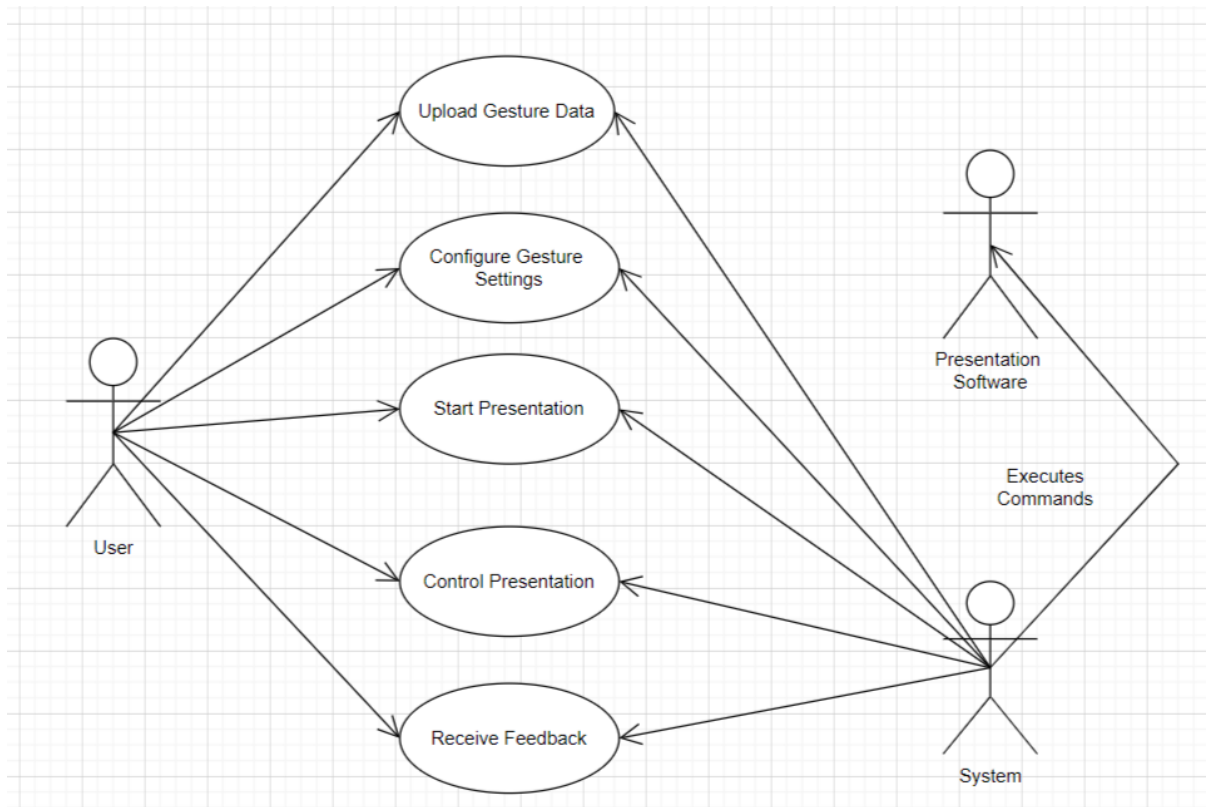 Upload Gesture Data
Configure Gesture
Settings
Start Presentation
Control Presentation
Receive Feedback
User
Presentation
Software
Executes
Commands
System